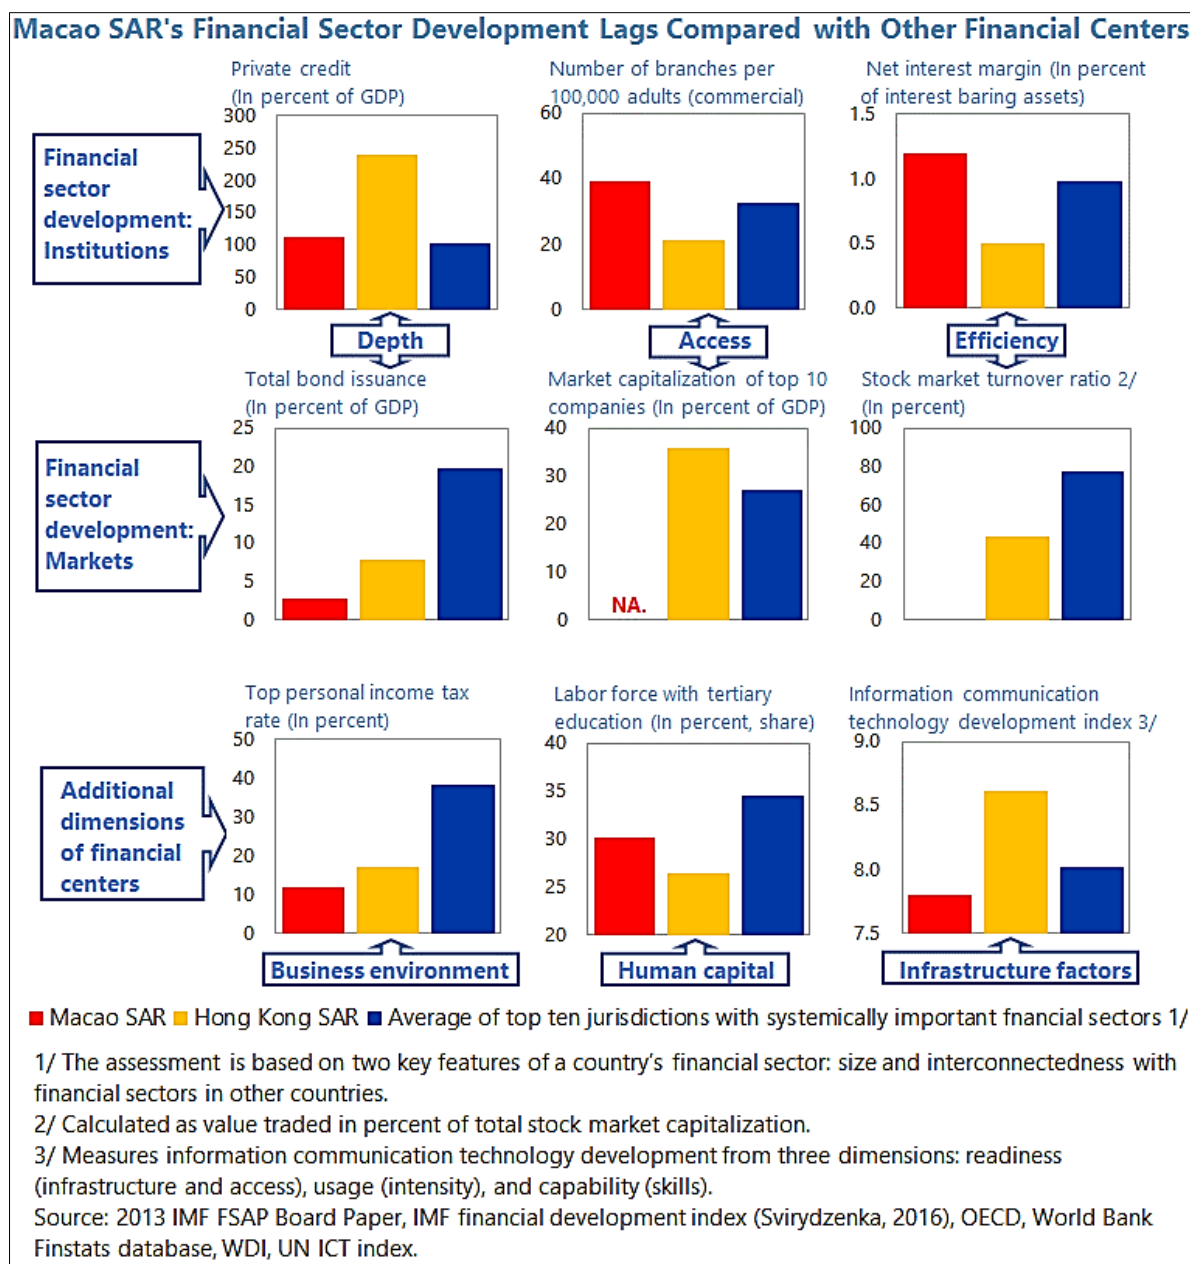 Macao SAR's Financial Sector Development Lags Compared with Other Financial Centers
Financial
sector
development:
Institutions
Private credit
(In percent of GDP)
300
250
200
150
100
50
0
Number of branches per
100,000 adults (commercial)
60
40
20
0
Net interest margin (In percent
of interest baring assets)
1.5
1.0
0.5
0.0
Depth
Access
Efficiency
Financial
sector
development:
Markets
Total bond issuance
(In percent of GDP)
25
20
15
10
5
0
Market capitalization of top 10
companies (In percent of GDP)
40
30
20
10
0
NA.
Stock market turnover ratio 2/
(In percent)
100
80
60
40
20
0
Additional
dimensions
of financial
centers
Top personal income tax
rate (In percent)
50
40
30
20
10
0
Labor force with tertiary
education (In percent, share)
40
35
30
25
20
Information communication
technology development index 3/
9.0
8.5
8.0
7.5
Business environment
Human capital
Infrastructure factors
Macao SAR Hong Kong SAR Average of top ten jurisdictions with systemically important fnancial sectors 1/
1/ The assessment is based on two key features of a country’s financial sector: size and interconnectedness with
financial sectors in other countries.
2/ Calculated as value traded in percent of total stock market capitalization.
3/ Measures information communication technology development from three dimensions: readiness
(infrastructure and access), usage (intensity), and capability (skills).
Source: 2013 IMF FSAP Board Paper, IMF financial development index (Svirydzenka, 2016), OECD, World Bank
Finstats database, WDI, UN ICT index.